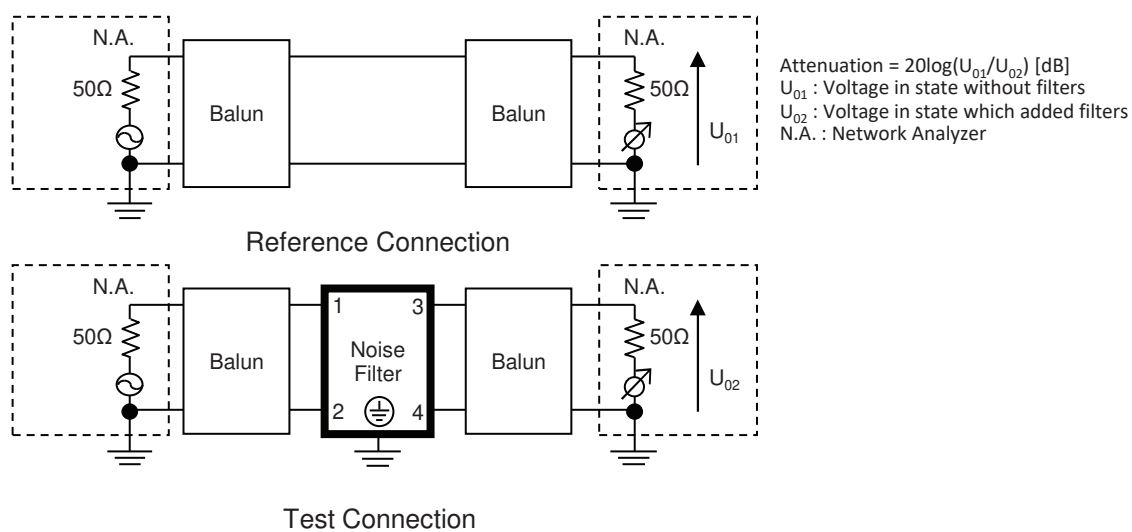 N.A.
N.A.
50Ω
50Ω
Balun
Balun
U01
Attenuation = 20log(U01/U02) [dB]
U01 : Voltage in state without filters
U02 : Voltage in state which added filters
N.A. : Network Analyzer
Reference Connection
N.A.
N.A.
1
3
50Ω
50Ω
Balun
Noise
Filter
Balun
U02
2
4
Test Connection